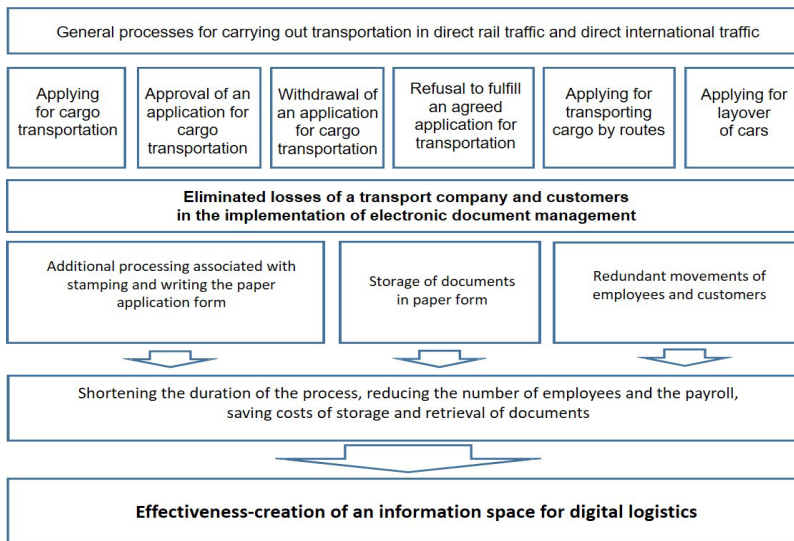 General processes for carrying out transportation in direct rail traffic and direct international traffic
Applying
for cargo
transportation
Approval of an
application for
cargo
transportation
Withdrawal of
an application
for cargo
transportation
Refusal to fulfill
an agreed
application for
transportation
Applying for
transporting
cargo by routes
Applying for
layover
of cars
Eliminated losses of a transport company and customers
in the implementation of electronic document management
Additional processing associated with
stamping and writing the paper
application form
Storage of documents
in paper form
Redundant movements of
employees and customers
Shortening the duration of the process, reducing the number of employees and the payroll,
saving costs of storage and retrieval of documents
Effectiveness-creation of an information space for digital logistics